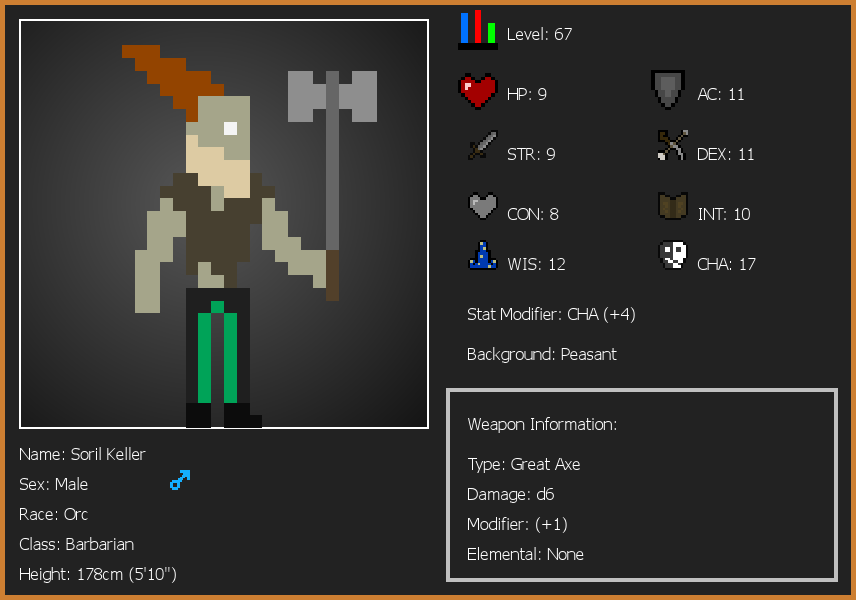 Level: 67
HP: 9
AC: 11
STR: 9
DEX: 11
CON: 8
INT: 10
WIS: 12
CHA: 17
Stat Modifier: CHA (+4)
Background: Peasant
Weapon Information:
Type: Great Axe
Damage: d6
Modifier: (+1)
Elemental: None
Name: Soril Keller
Sex: Male
Race: Orc
Class: Barbarian
Height: 178cm (5'10")